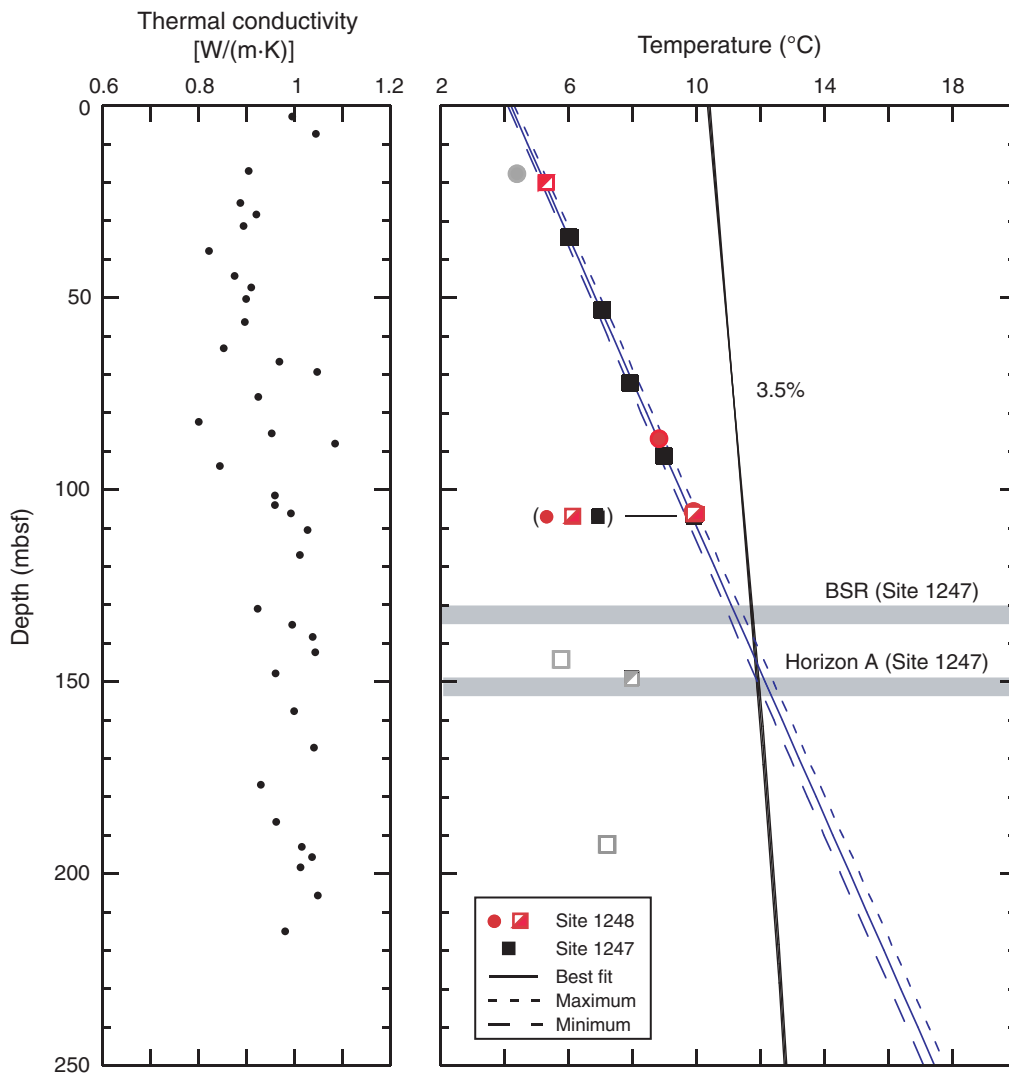 Thermal conductivity
[W/(m·K)]
Temperature (°C)
0.6 0.8 1 1.2
2 6 10 14 18
0
50
100
150
200
250
Depth (mbsf)
3.5%
( )
BSR (Site 1247)
Horizon A (Site 1247)
Site 1248
Site 1247
Best fit
Maximum
Minimum